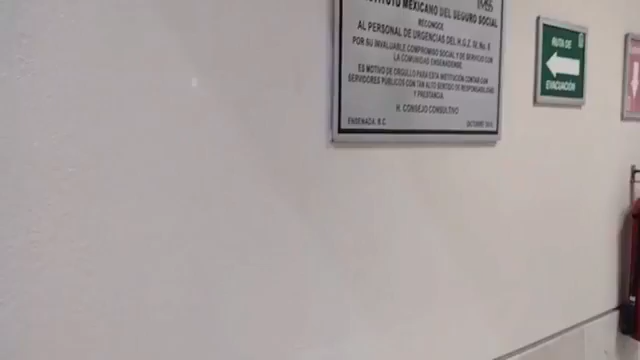 IMSS
INSTITUTO MEXICANO DEL SEGURO SOCIAL
RECONOCE
AL PERSONAL DE URGENCIAS DEL H.G.Z. No. 8
POR SU INVALUABLE COMPROMISO SOCIAL Y DE SERVICIO CON
LA COMUNIDAD ENSENADENSE.
ES MOTIVO DE ORGULLO PARA ESTA INSTITUCIÓN CONTAR CON
SERVIDORES PÚBLICOS CON TAN ALTO SENTIDO DE RESPONSABILIDAD
Y PRESTANCIA
H. CONSEJO CONSULTIVO
ENSENADA, B.C.
OCTUBRE
RUTA DE
EVACUACIÓN